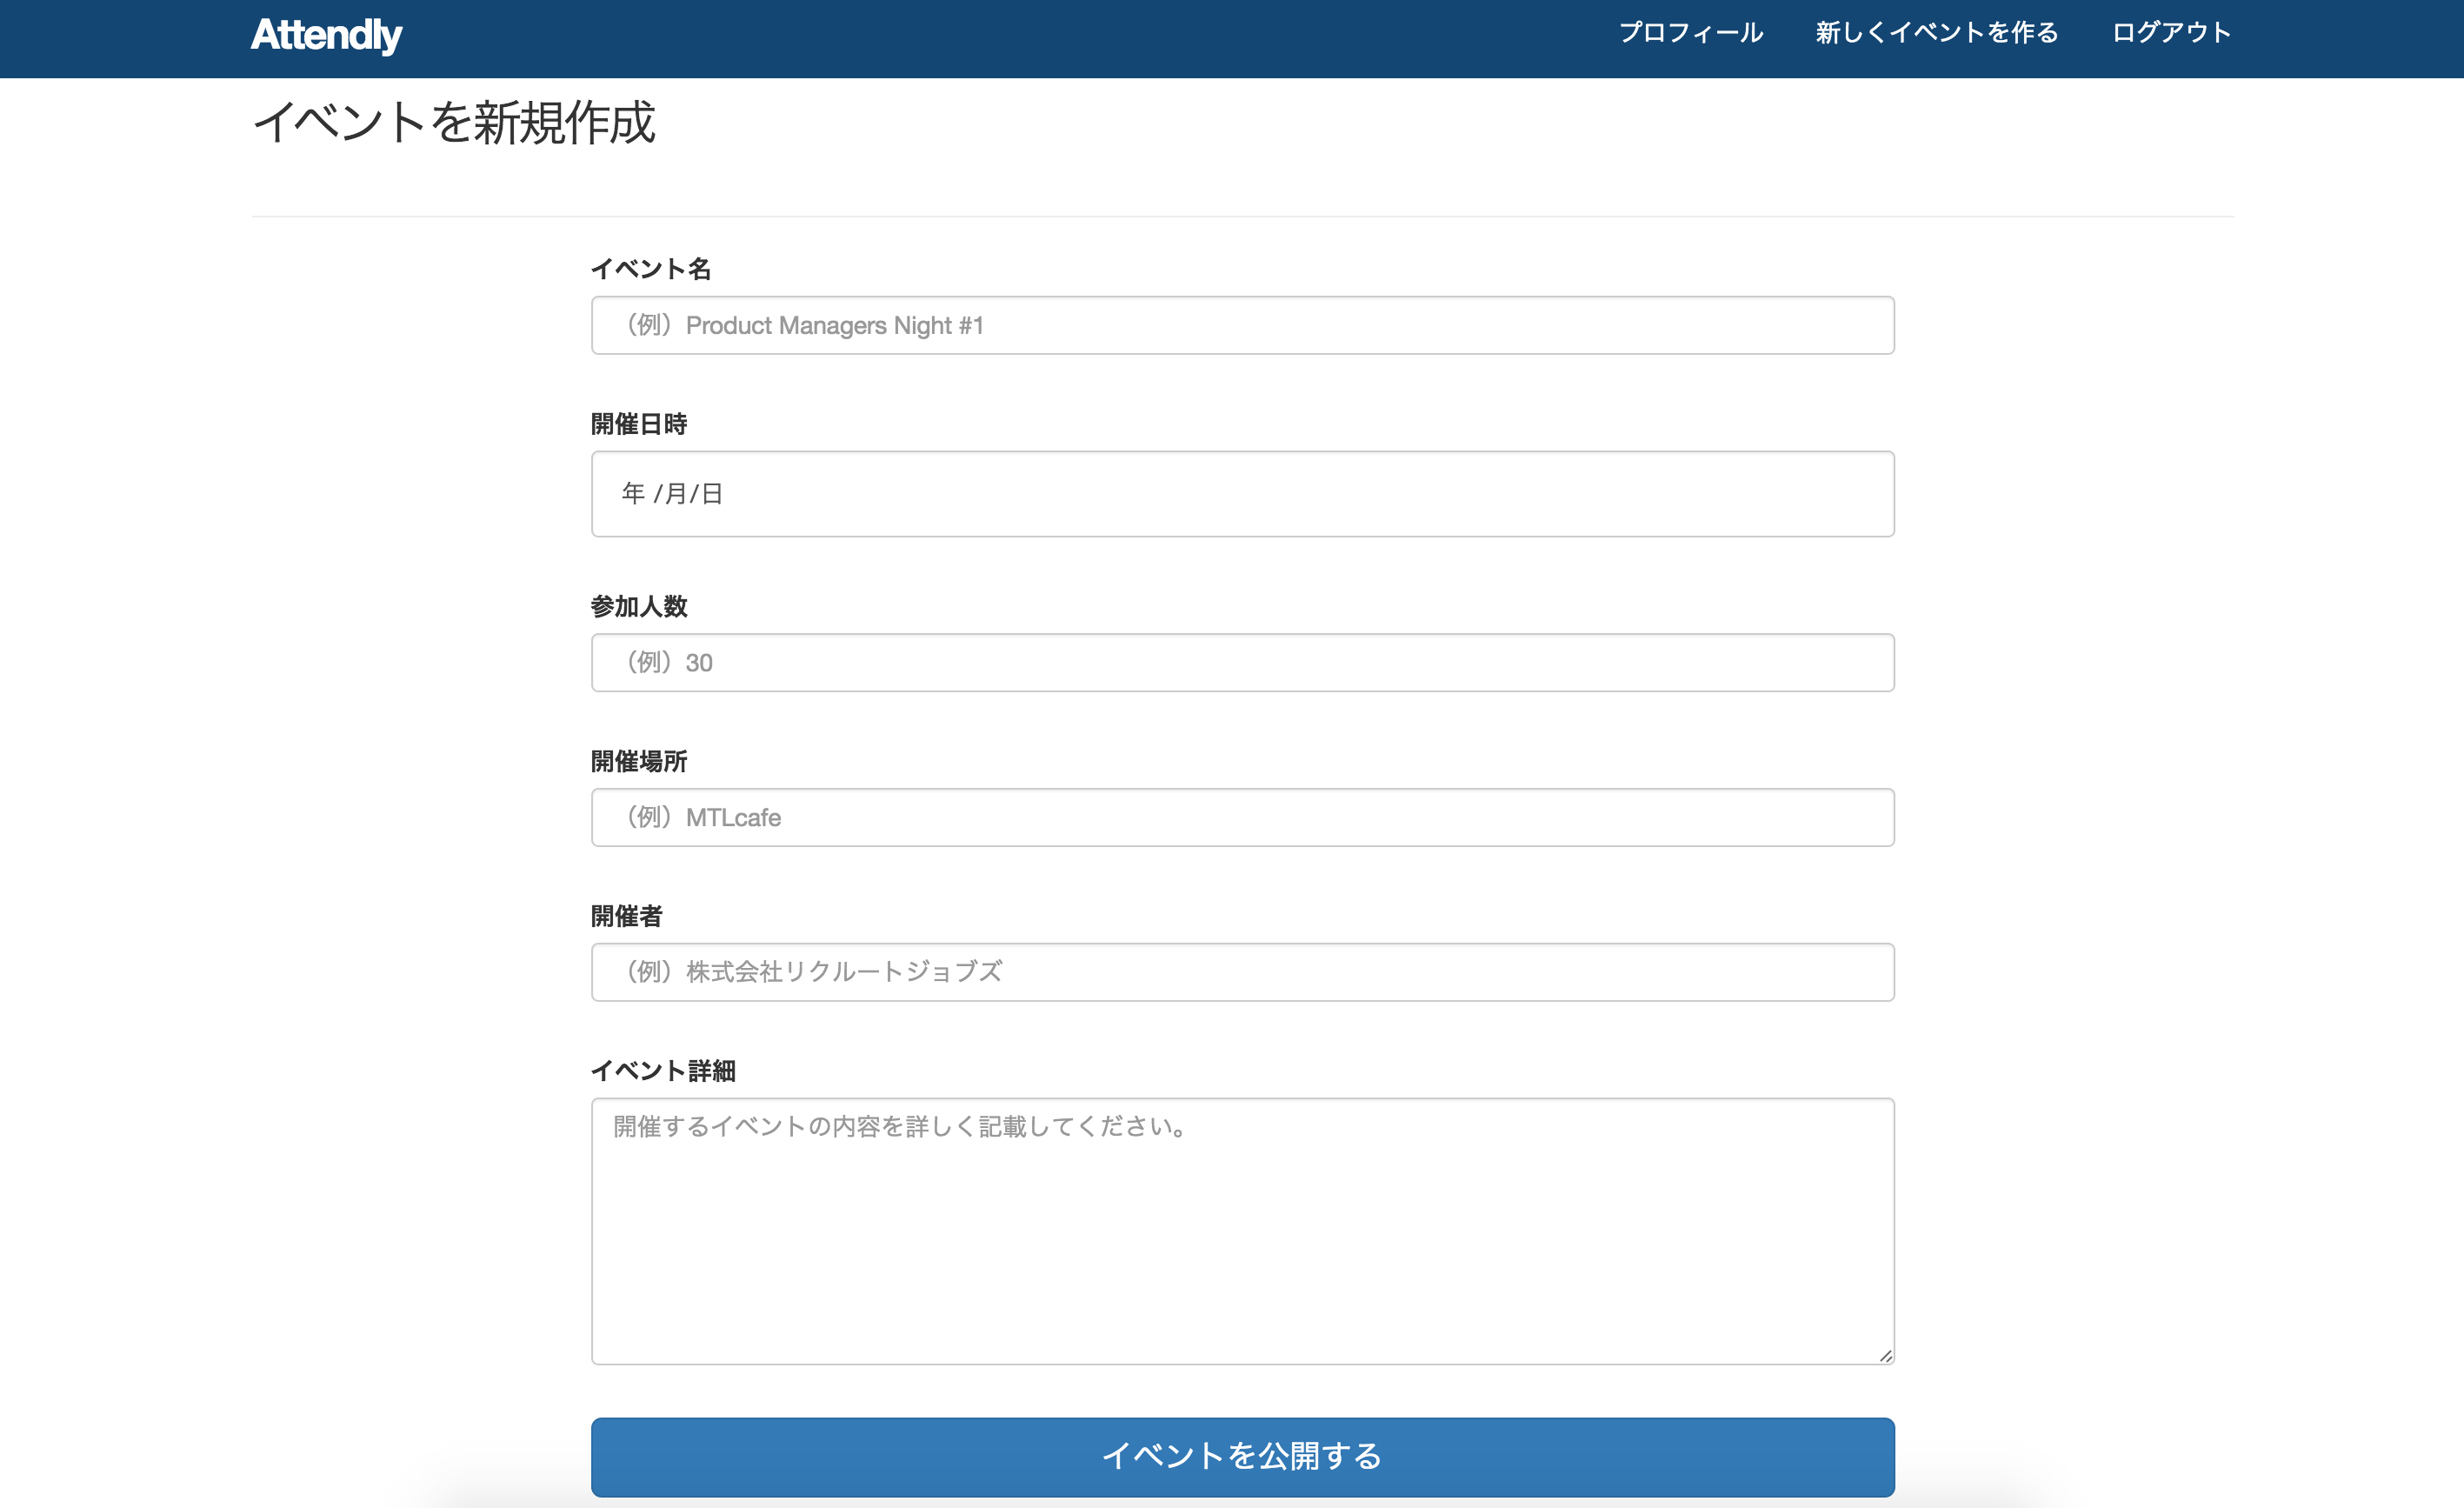 Attendly
プロフィール 新しくイベントを作る ログアウト
イベントを新規作成
イベント名
（例）Product Managers Night #1
開催日時
年 /月/日
参加人数
（例）30
開催場所
（例）MTLcafe
開催者
（例）株式会社リクルートジョブズ
イベント詳細
開催するイベントの内容を詳しく記載してください。
イベントを公開する